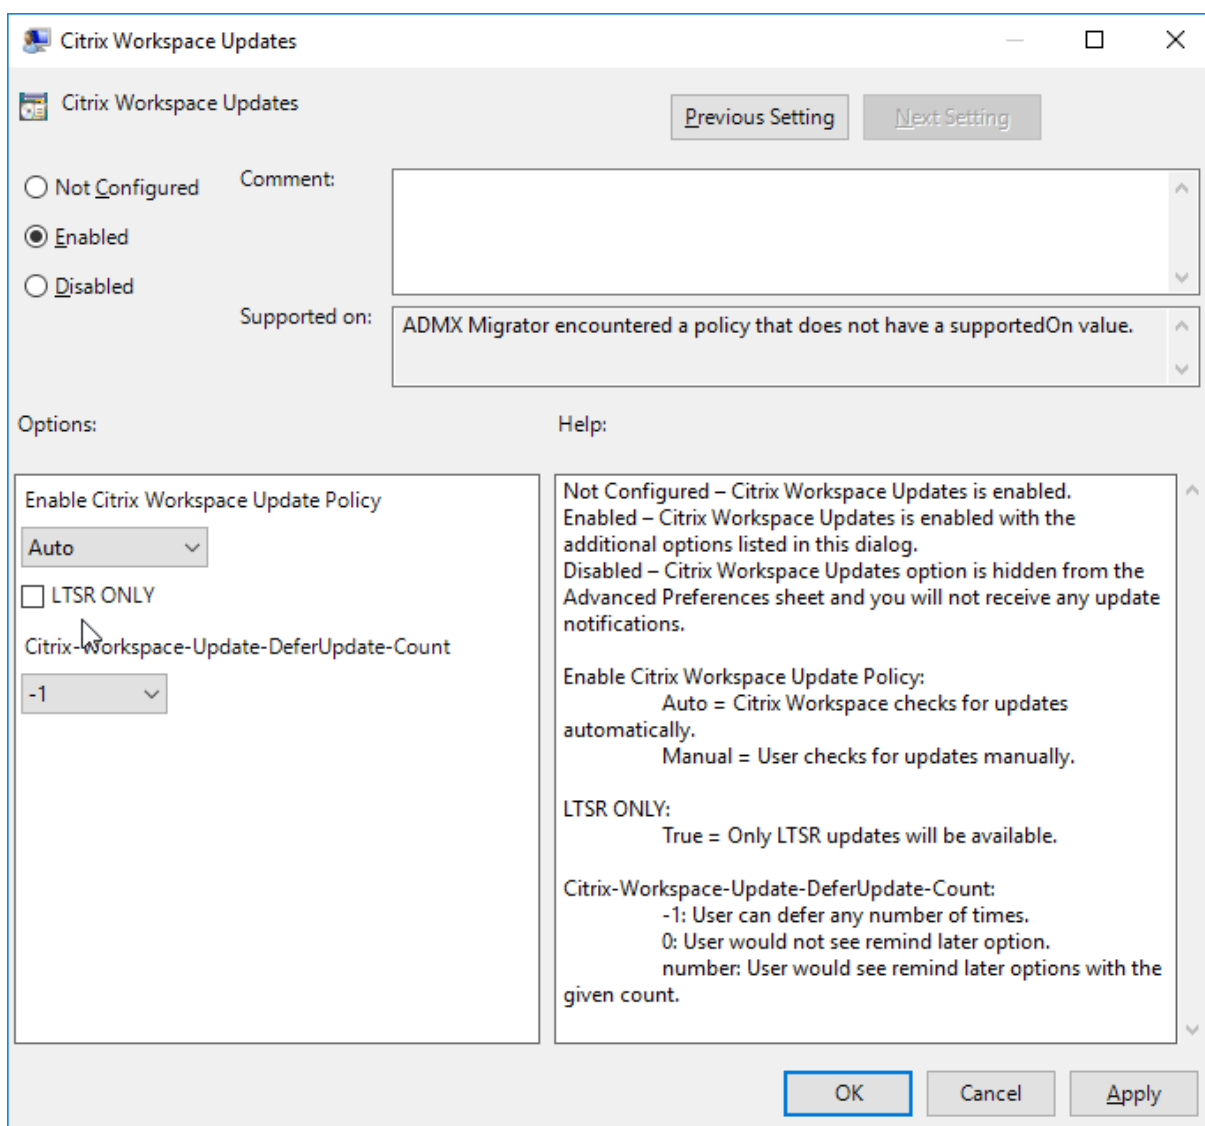 Citrix Workspace Updates
Citrix Workspace Updates
Previous Setting
Next Setting
Not Configured
Comment:
Enabled
Disabled
Supported on:
ADMX Migrator encountered a policy that does not have a supportedOn value.
Options:
Help:
Enable Citrix Workspace Update Policy
Auto
LTSR ONLY
Citrix-Workspace-Update-DeferUpdate-Count
-1
Not Configured – Citrix Workspace Updates is enabled.
Enabled – Citrix Workspace Updates is enabled with the
additional options listed in this dialog.
Disabled – Citrix Workspace Updates option is hidden from the
Advanced Preferences sheet and you will not receive any update
notifications.
Enable Citrix Workspace Update Policy:
Auto = Citrix Workspace checks for updates
automatically.
Manual = User checks for updates manually.
LTSR ONLY:
True = Only LTSR updates will be available.
Citrix-Workspace-Update-DeferUpdate-Count:
-1: User can defer any number of times.
0: User would not see remind later option.
number: User would see remind later options with the
given count.
OK
Cancel
Apply